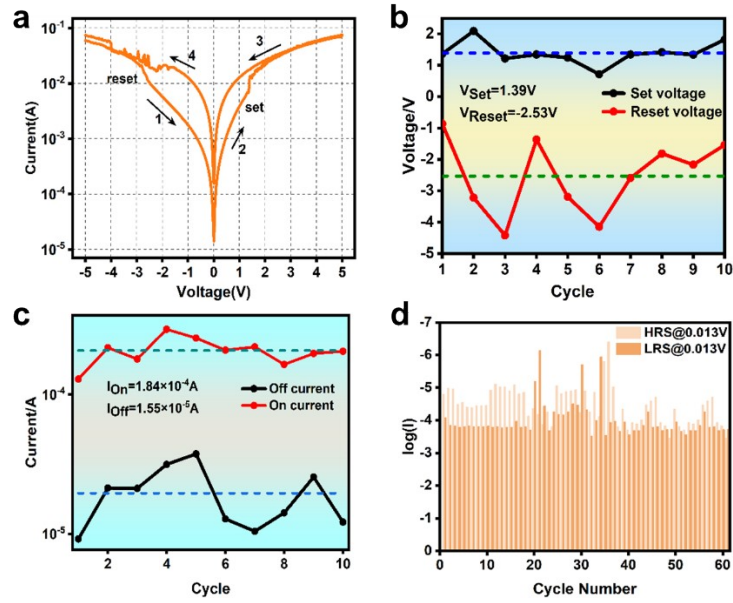 a
10⁻¹
10⁻²
10⁻³
10⁻⁴
10⁻⁵
Current(A)
reset
set
1
2
3
4
-5 -4 -3 -2 -1 0 1 2 3 4 5
Voltage(V)
b
2
1
0
-1
-2
-3
-4
-5
Voltage/V
V_Set=1.39V
V_Reset=-2.53V
Set voltage
Reset voltage
1 2 3 4 5 6 7 8 9 10
Cycle
c
10⁻⁴
10⁻⁵
Current/A
I_On=1.84×10⁻⁴A
I_Off=1.55×10⁻⁵A
Off current
On current
2 4 6 8 10
Cycle
d
-7
-6
-5
-4
-3
-2
-1
0
log(I)
HRS@0.013V
LRS@0.013V
0 10 20 30 40 50 60
Cycle Number